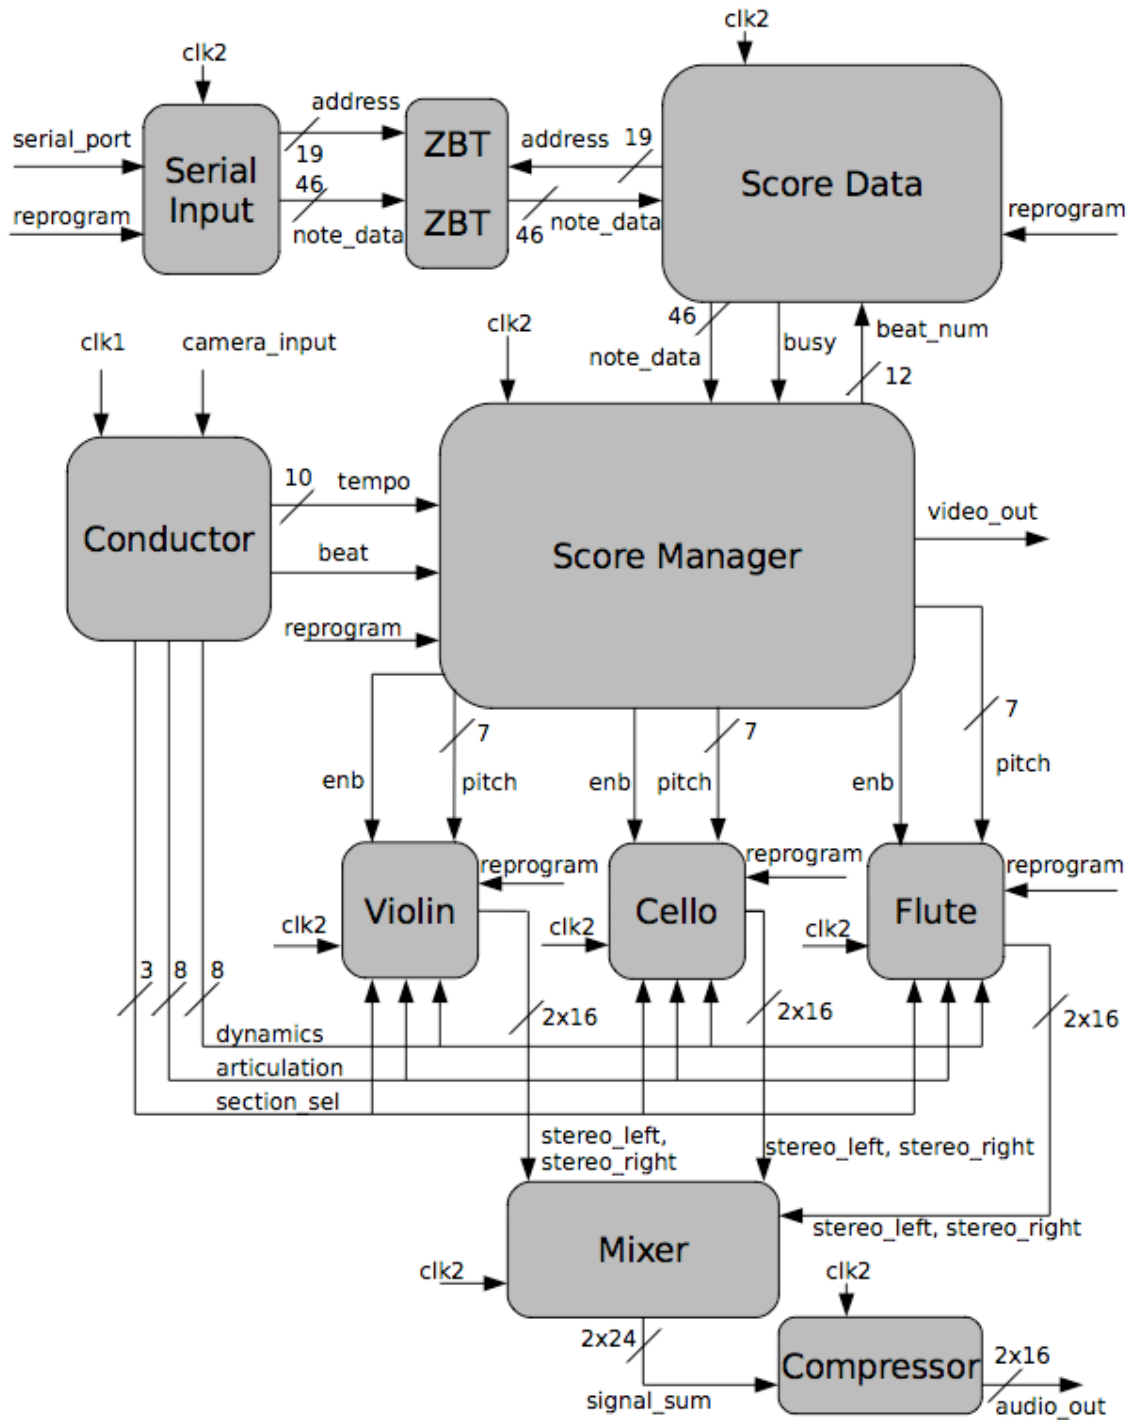 clk2
clk2
serial_port
reprogram
Serial
Input
address
19
46
note_data
ZBT
ZBT
address
19
46
note_data
Score Data
reprogram
clk1
camera_input
clk2
46
note_data
busy
beat_num
12
Conductor
10
tempo
beat
reprogram
Score Manager
video_out
enb
7
pitch
enb
7
pitch
enb
7
pitch
Violin
reprogram
clk2
Cello
reprogram
clk2
Flute
reprogram
clk2
3
8
8
2x16
2x16
2x16
dynamics
articulation
section_sel
stereo_left,
stereo_right
stereo_left, stereo_right
stereo_left, stereo_right
Mixer
clk2
clk2
2x24
signal_sum
Compressor
2x16
audio_out